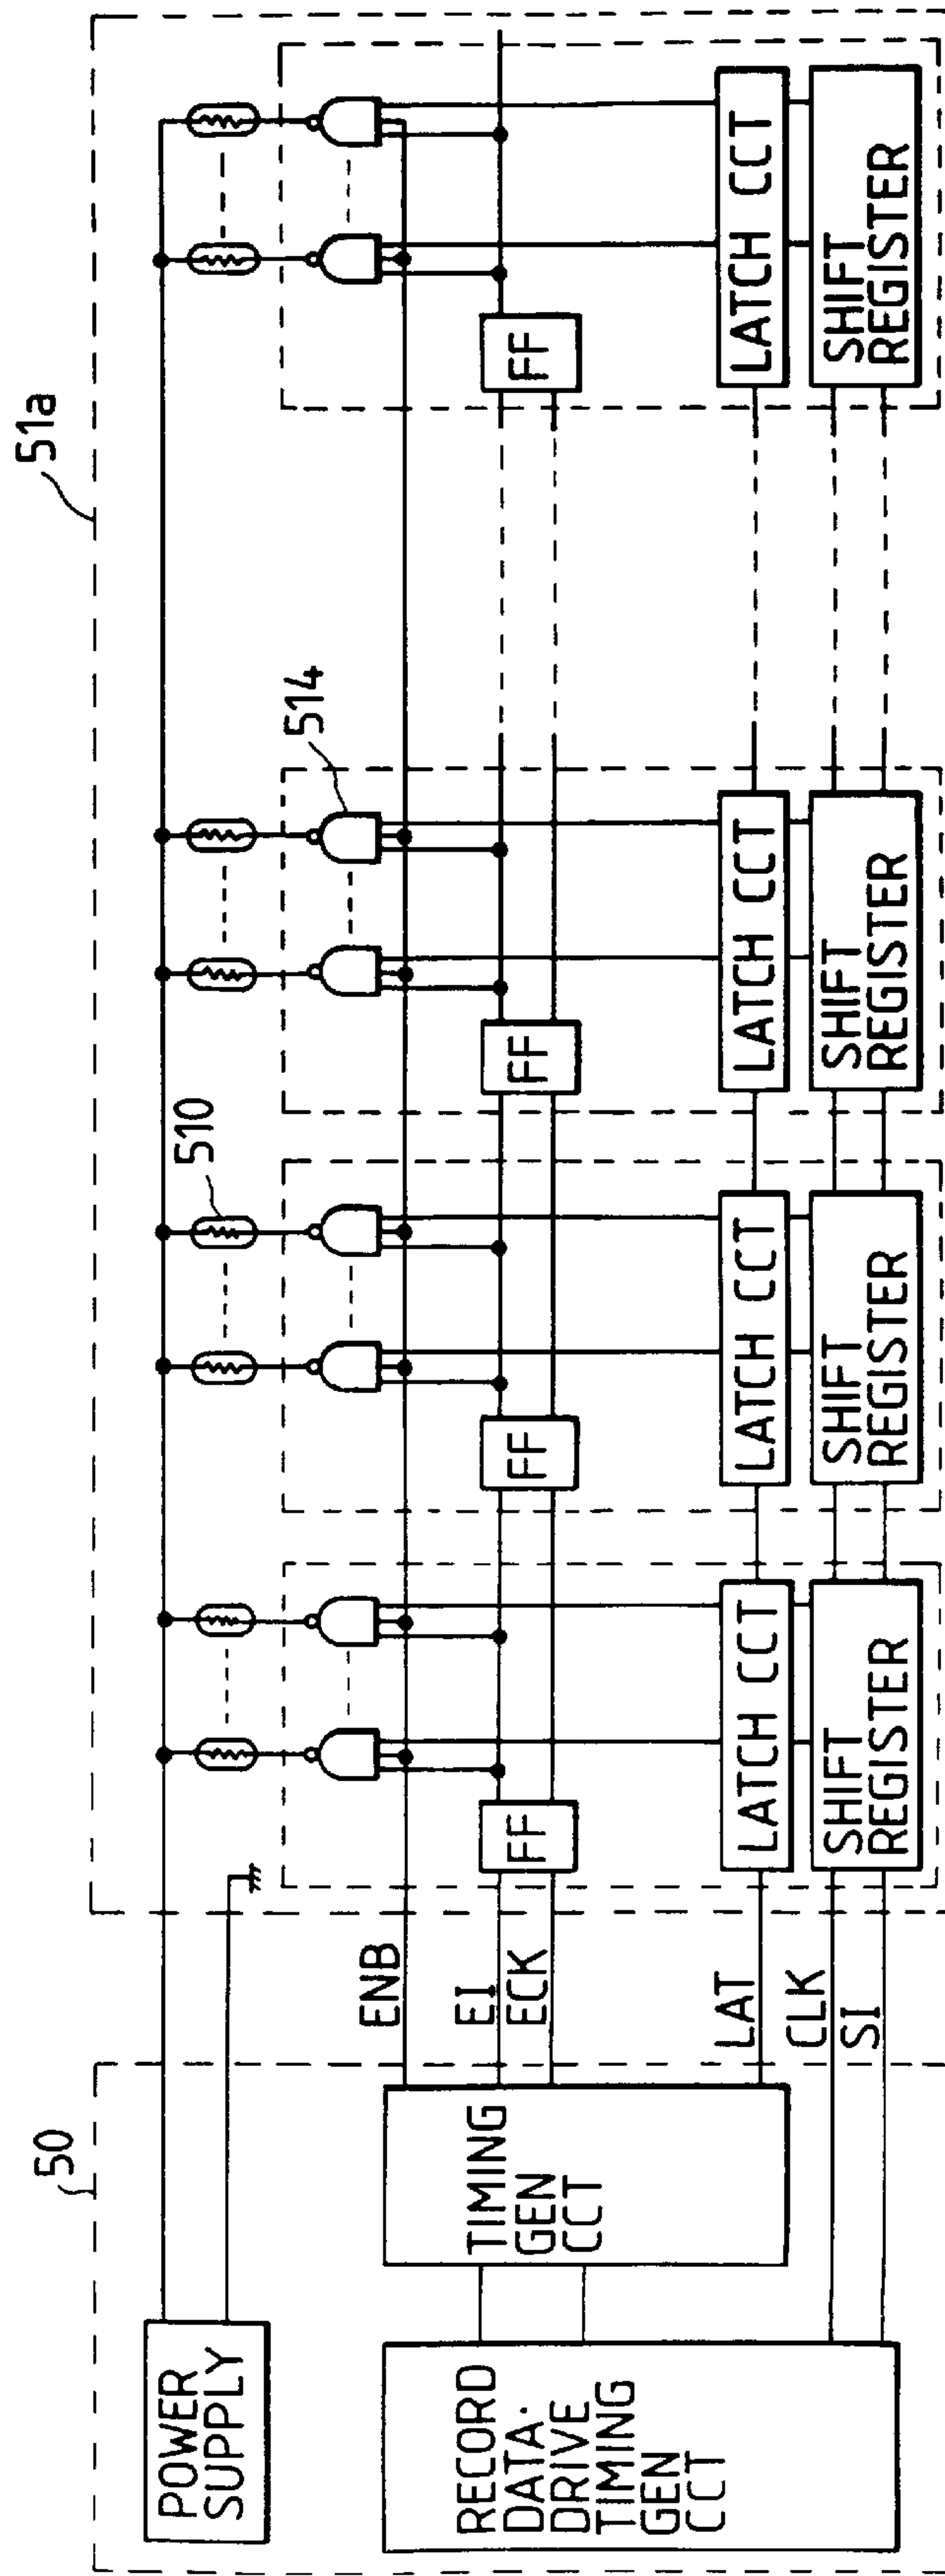 50
51a
POWER
SUPPLY
RECORD
DATA·
DRIVE
TIMING
GEN
CCT
TIMING
GEN
CCT
ENB
EI
ECK
LAT
CLK
SI
510
514
FF
FF
FF
FF
LATCH CCT
LATCH CCT
LATCH CCT
LATCH CCT
SHIFT
REGISTER
SHIFT
REGISTER
SHIFT
REGISTER
SHIFT
REGISTER